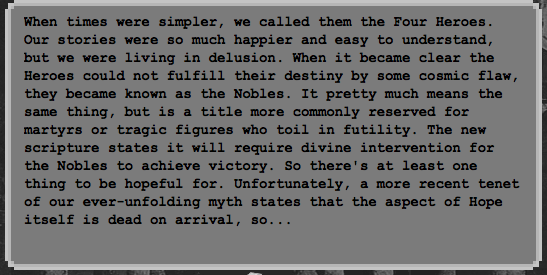 When times were simpler, we called them the Four Heroes.
Our stories were so much happier and easy to understand,
but we were living in delusion. When it became clear the
Heroes could not fulfill their destiny by some cosmic flaw,
they became known as the Nobles. It pretty much means the
same thing, but is a title more commonly reserved for
martyrs or tragic figures who toil in futility. The new
scripture states it will require divine intervention for
the Nobles to achieve victory. So there's at least one
thing to be hopeful for. Unfortunately, a more recent tenet
of our ever-unfolding myth states that the aspect of Hope
itself is dead on arrival, so...